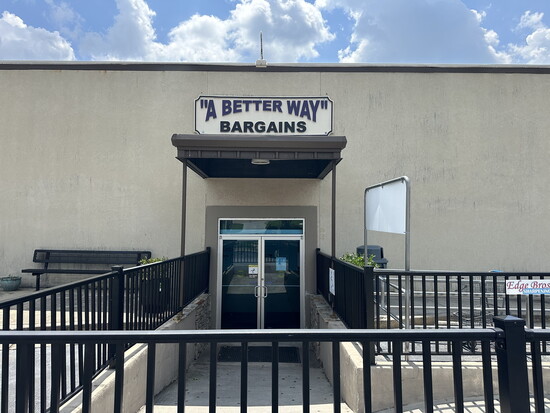 "A BETTER WAY"
BARGAINS
Edge Bros